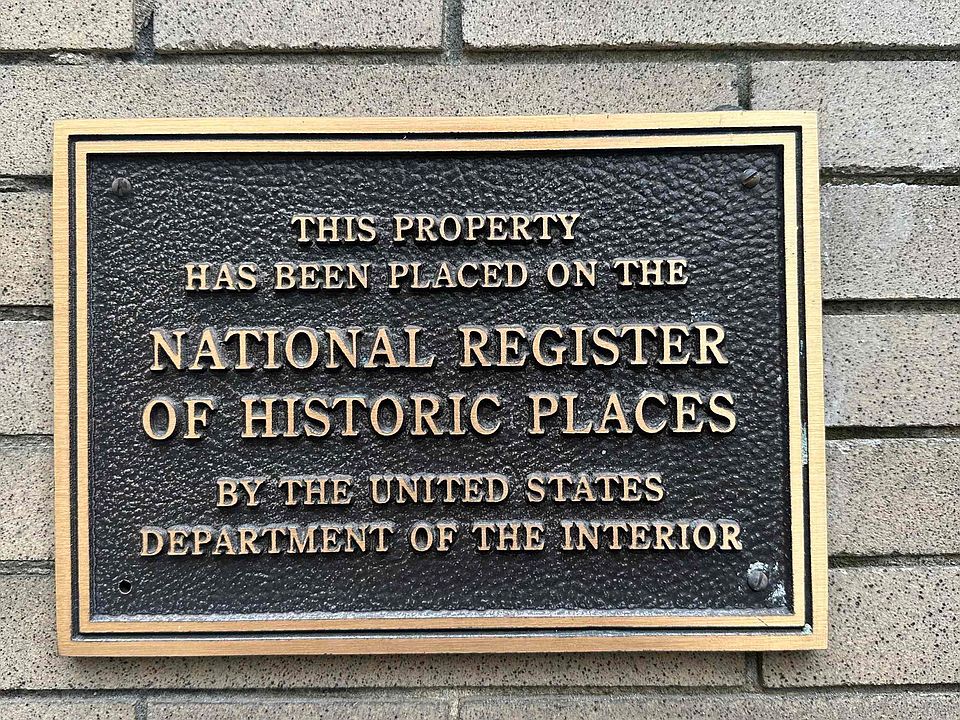 THIS PROPERTY
HAS BEEN PLACED ON THE
NATIONAL REGISTER
OF HISTORIC PLACES
BY THE UNITED STATES
DEPARTMENT OF THE INTERIOR